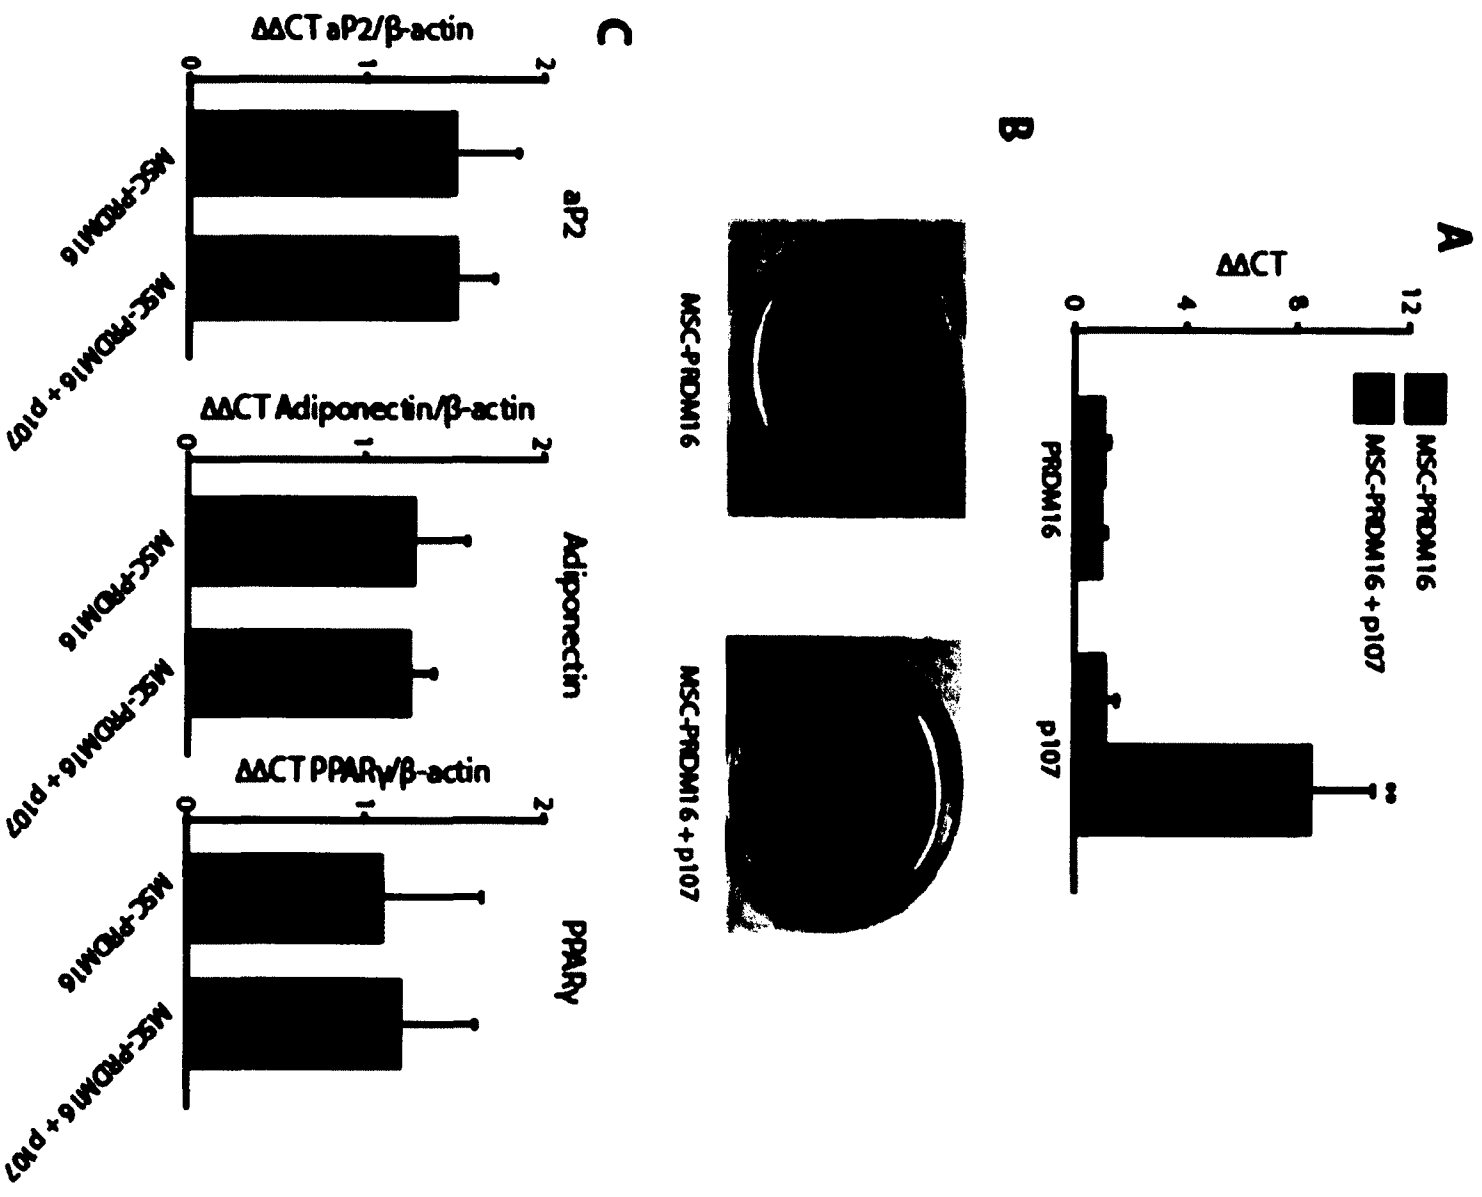 A
MSC-PRDM16
MSC-PRDM16 + p107
ΔΔCT
12
8
4
0
PRDM16
p107
**
B
MSC-PRDM16
MSC-PRDM16 + p107
C
aP2
ΔΔCT aP2/β-actin
2
1
0
MSC-PRDM16
MSC-PRDM16 + p107
Adiponectin
ΔΔCT Adiponectin/β-actin
2
1
0
MSC-PRDM16
MSC-PRDM16 + p107
PPARγ
ΔΔCT PPARγ/β-actin
2
1
0
MSC-PRDM16
MSC-PRDM16 + p107